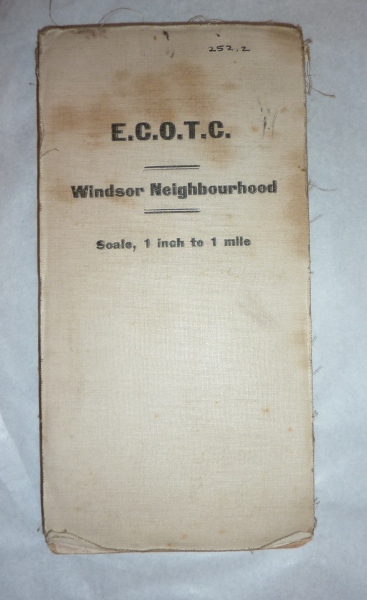 252.2
E.C.O.T.C.
Windsor Neighbourhood
Scale, 1 inch to 1 mile